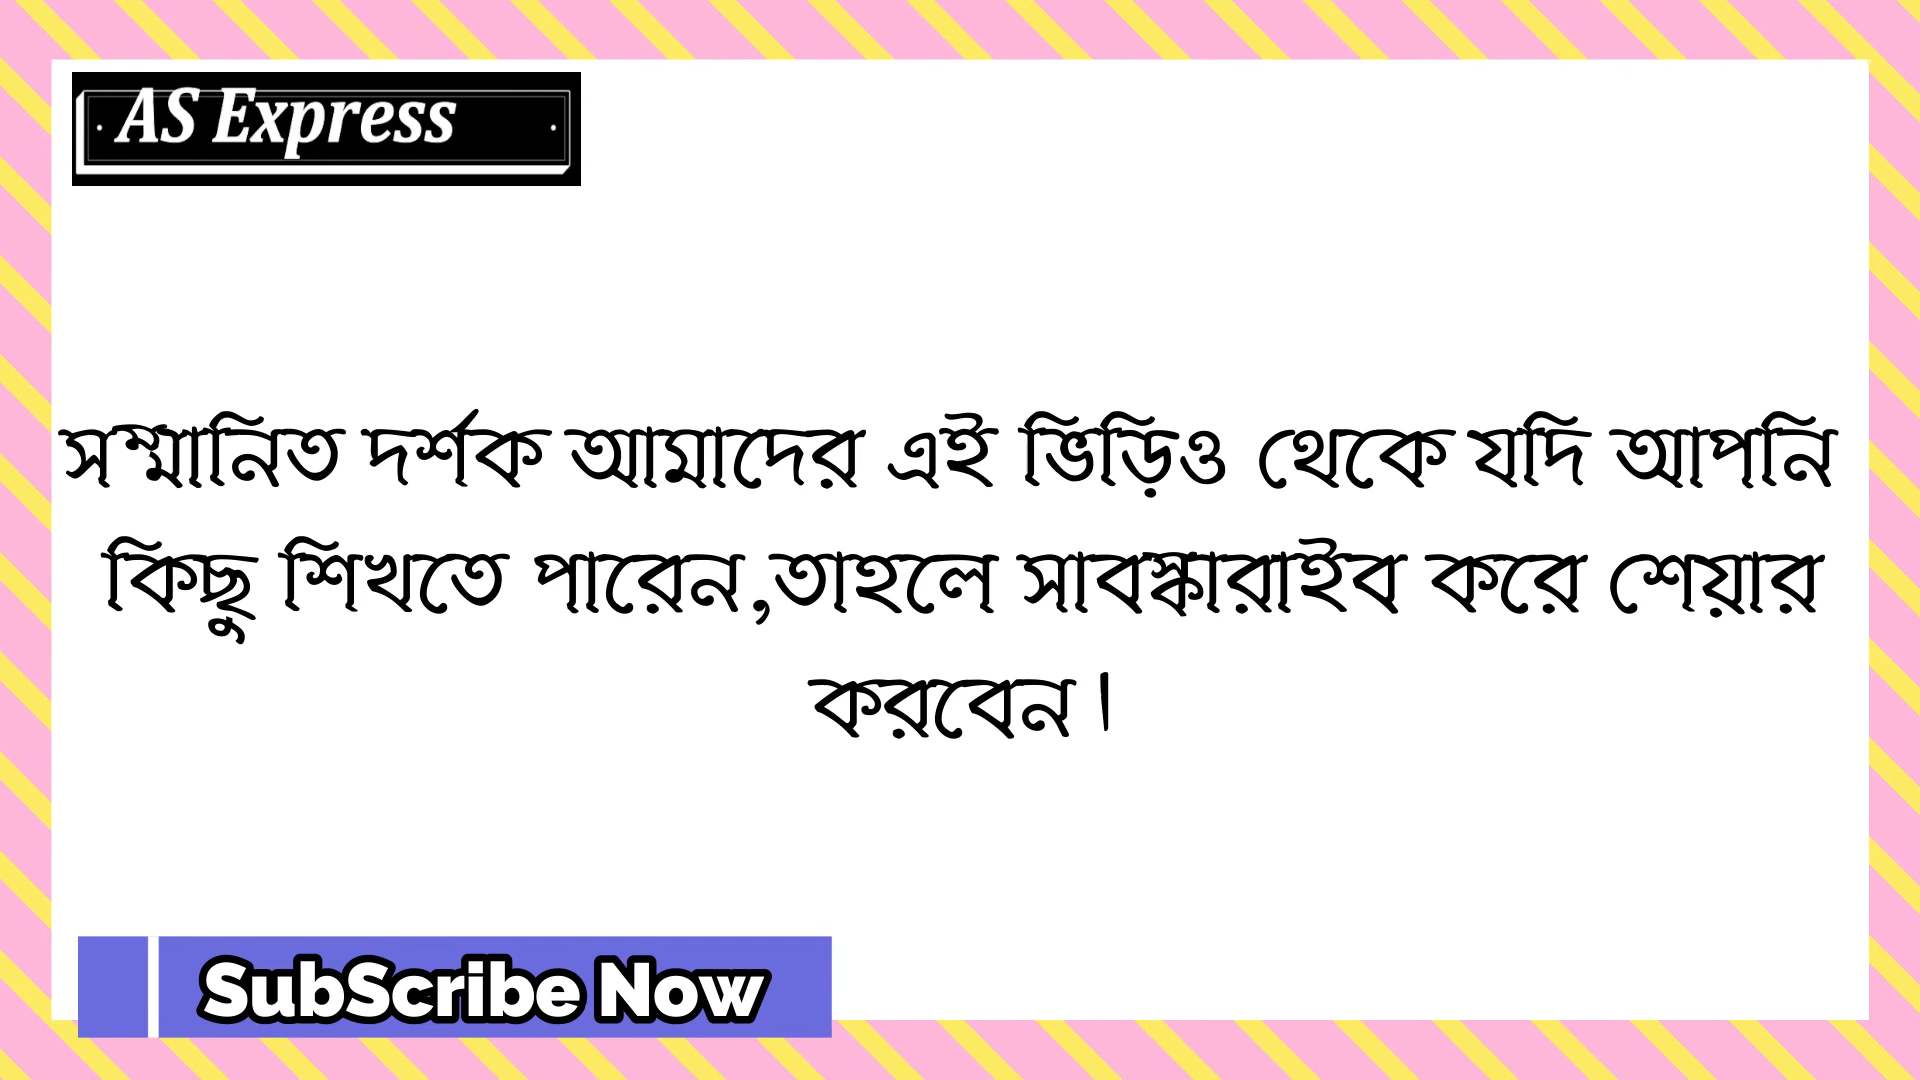 AS Express
সম্মানিত দর্শক আমাদের এই ভিডিও থেকে যদি আপনি
কিছু শিখতে পারেন,তাহলে সাবস্কারাইব করে শেয়ার
করবেন।
SubScribe Now